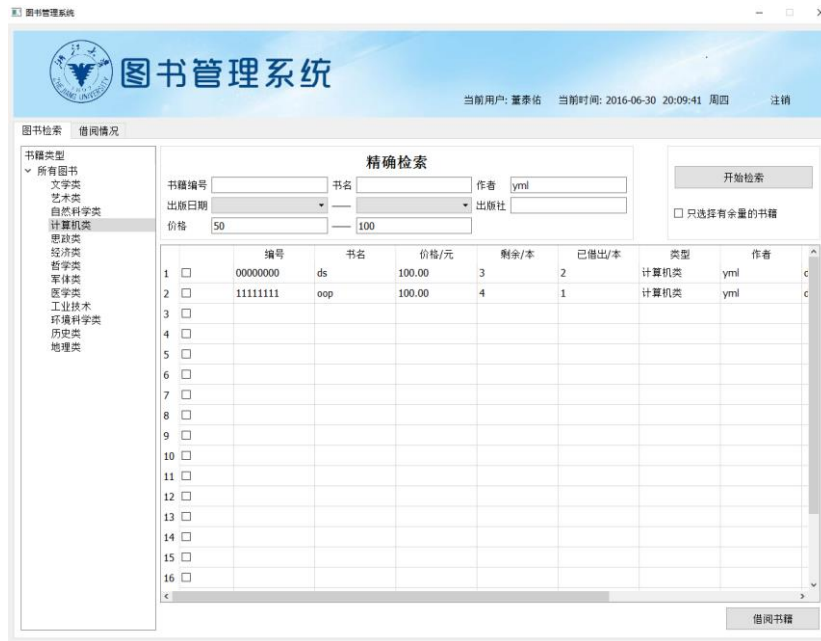 图书管理系统
浙江大学
ZHEJIANG UNIVERSITY
1897
图书管理系统
当前用户: 董泰佑 当前时间: 2016-06-30 20:09:41 周四 注销
图书检索 借阅情况
书籍类型
所有图书
文学类
艺术类
自然科学类
计算机类
思政类
经济类
哲学类
军体类
医学类
工业技术
环境科学类
历史类
地理类
精确检索
书籍编号 书名 作者 yml
出版日期 — 出版社
价格 50 — 100
开始检索
只选择有余量的书籍
编号 书名 价格/元 剩余/本 已借出/本 类型 作者
1 00000000 ds 100.00 3 2 计算机类 yml
2 11111111 oop 100.00 4 1 计算机类 yml
3
4
5
6
7
8
9
10
11
12
13
14
15
16
借阅书籍